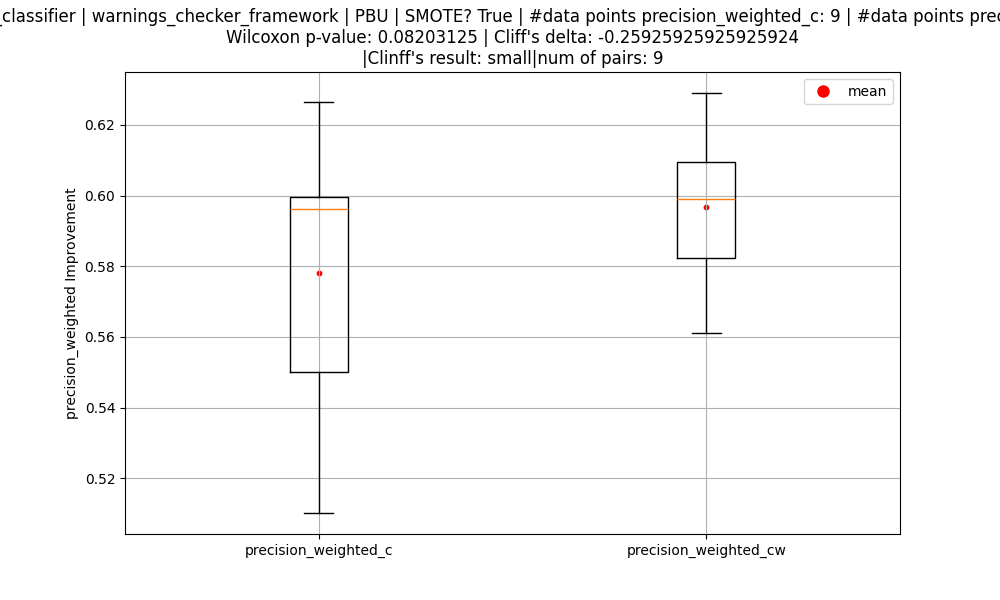 _classifier | warnings_checker_framework | PBU | SMOTE? True | #data points precision_weighted_c: 9 | #data points prec
Wilcoxon p-value: 0.08203125 | Cliff's delta: -0.25925925925925924
|Clinff's result: small|num of pairs: 9
mean
0.62
0.60
0.58
0.56
0.54
0.52
precision_weighted Improvement
precision_weighted_c
precision_weighted_cw